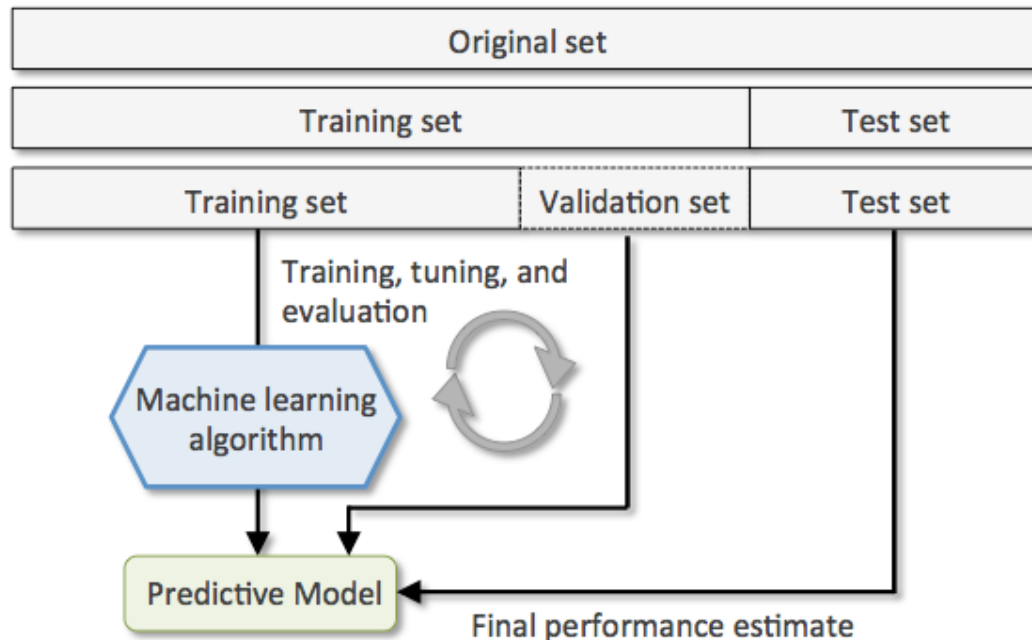 Original set
Training set
Test set
Training set
Validation set
Test set
Training, tuning, and
evaluation
Machine learning
algorithm
Predictive Model
Final performance estimate